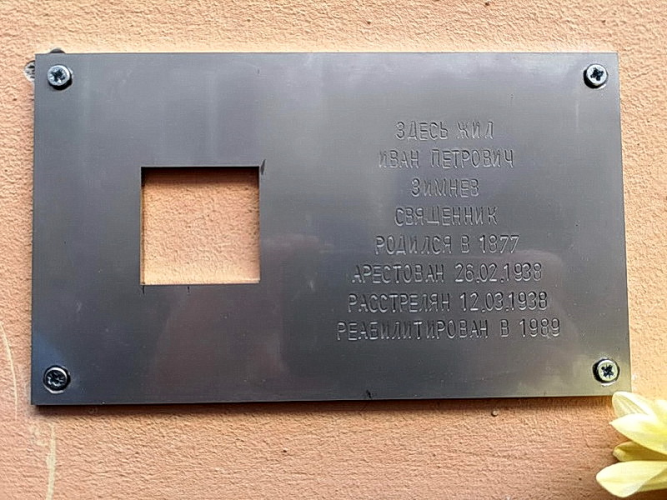 ЗДЕСЬ ЖИЛ
ИВАН ПЕТРОВИЧ
ЗИМНЕВ
СВЯЩЕННИК
РОДИЛСЯ В 1877
АРЕСТОВАН 26.02.1938
РАССТРЕЛЯН 12.03.1938
РЕАБИЛИТИРОВАН В 1989